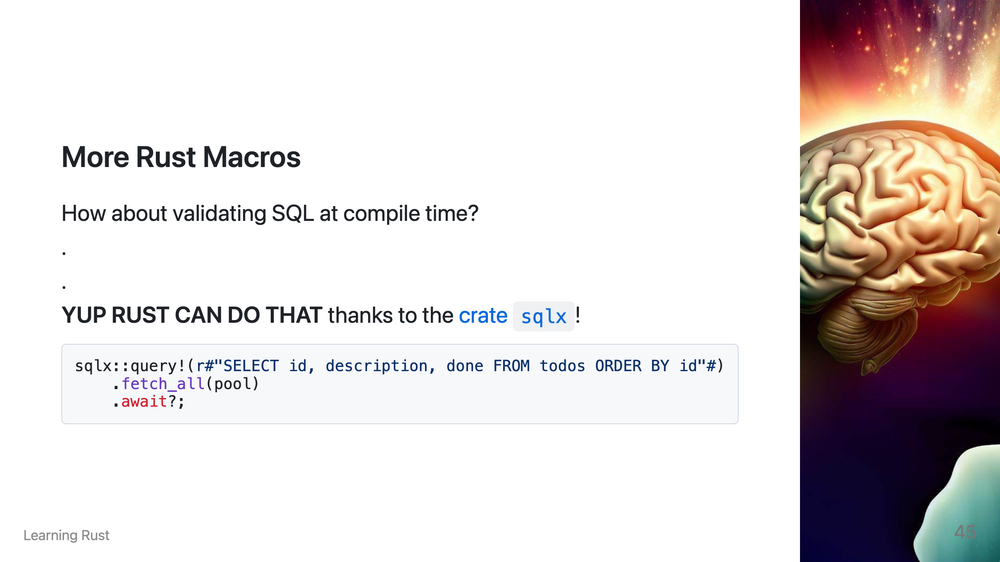 More Rust Macros
How about validating SQL at compile time?
.
.
YUP RUST CAN DO THAT thanks to the crate sqlx!
sqlx::query!(r#"SELECT id, description, done FROM todos ORDER BY id"#)
    .fetch_all(pool)
    .await?;
Learning Rust
45